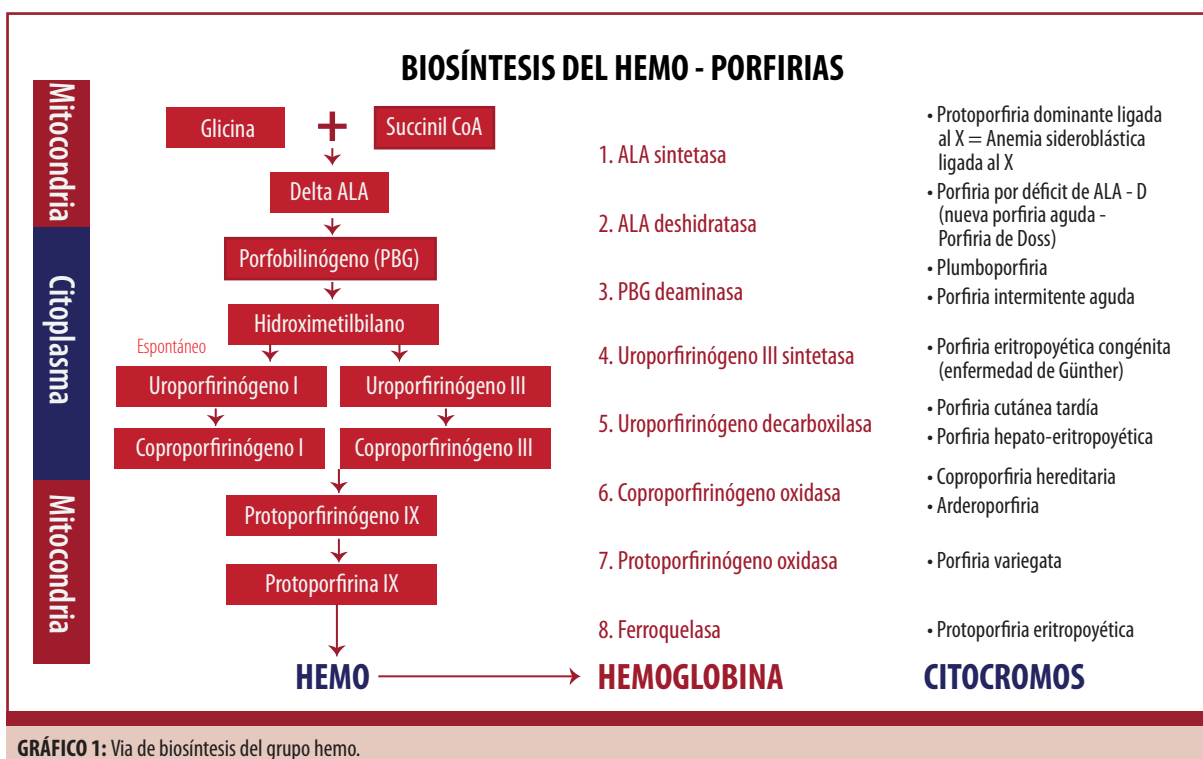 BIOSÍNTESIS DEL HEMO - PORFIRIAS
Mitocondria
Citoplasma
Mitocondria
Glicina
+
Succinil CoA
Delta ALA
Porfobilinógeno (PBG)
Hidroximetilbilano
Espontáneo
Uroporfirinógeno I
Uroporfirinógeno III
Coproporfirinógeno I
Coproporfirinógeno III
Protoporfirinógeno IX
Protoporfirina IX
HEMO
1. ALA sintetasa
2. ALA deshidratasa
3. PBG deaminasa
4. Uroporfirinógeno III sintetasa
5. Uroporfirinógeno decarboxilasa
6. Coproporfirinógeno oxidasa
7. Protoporfirinógeno oxidasa
8. Ferroquelasa
HEMOGLOBINA
• Protoporfiria dominante ligada
al X = Anemia sideroblástica
ligada al X
• Porfiria por déficit de ALA - D
(nueva porfiria aguda -
Porfiria de Doss)
• Plumboporfiria
• Porfiria intermitente aguda
• Porfiria eritropoyética congénita
(enfermedad de Günther)
• Porfiria cutánea tardía
• Porfiria hepato-eritropoyética
• Coproporfiria hereditaria
• Arderoporfiria
• Porfiria variegata
• Protoporfiria eritropoyética
CITOCROMOS
GRÁFICO 1: Via de biosíntesis del grupo hemo.